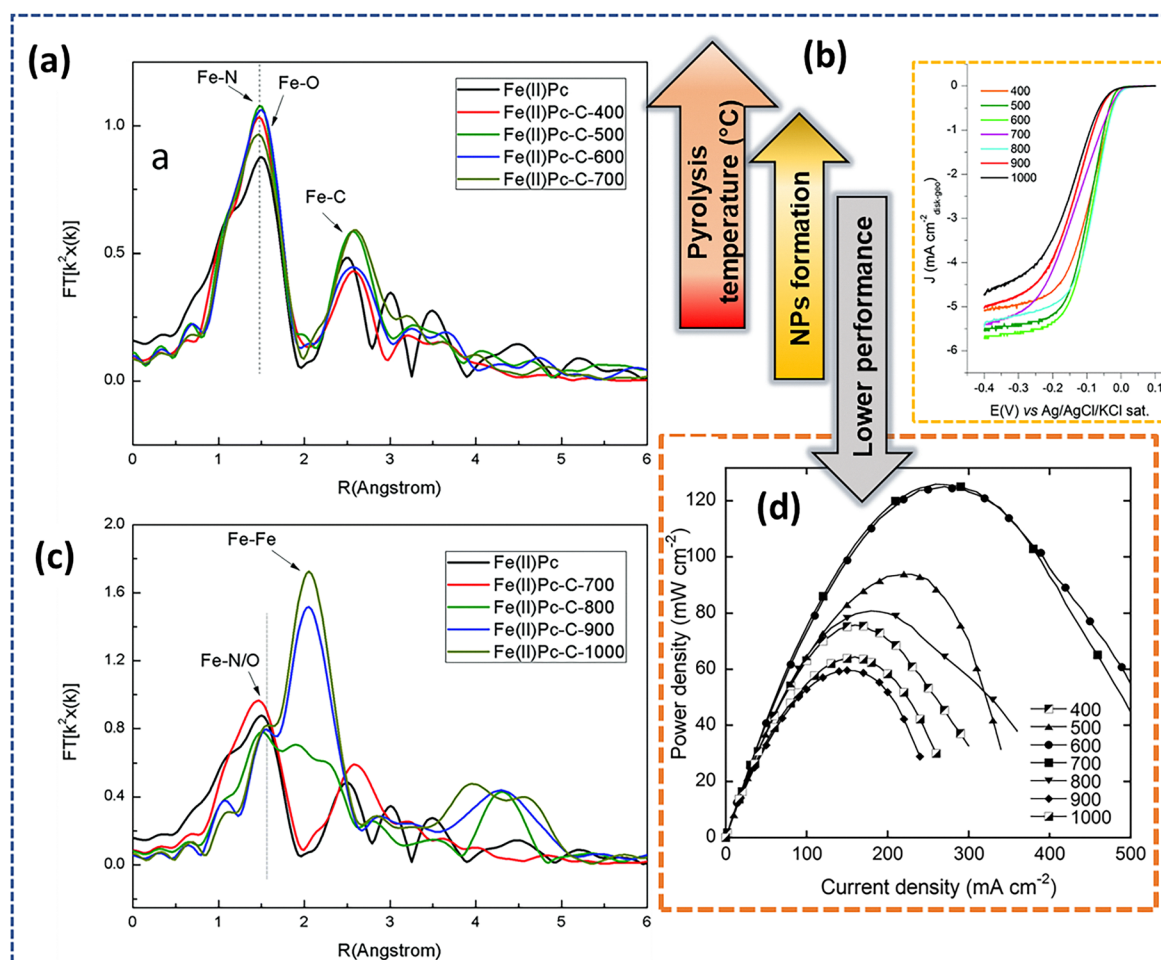 (a)
Fe-N
Fe-O
a
Fe-C
Fe(II)Pc
Fe(II)Pc-C-400
Fe(II)Pc-C-500
Fe(II)Pc-C-600
Fe(II)Pc-C-700
FT[k²x(k)]
1.0
0.5
0.0
0 1 2 3 4 5 6
R(Angstrom)
Pyrolysis
temperature (°C)
NPs formation
Lower performance
(b)
400
500
600
700
800
900
1000
J (mA cm⁻² disk-geo)
0
-1
-2
-3
-4
-5
-6
-0.4 -0.3 -0.2 -0.1 0.0 0.1
E(V) vs Ag/AgCl/KCl sat.
(c)
Fe-Fe
Fe-N/O
Fe(II)Pc
Fe(II)Pc-C-700
Fe(II)Pc-C-800
Fe(II)Pc-C-900
Fe(II)Pc-C-1000
FT[k²x(k)]
2.0
1.6
1.2
0.8
0.4
0.0
0 1 2 3 4 5 6
R(Angstrom)
(d)
Power density (mW cm⁻²)
120
100
80
60
40
20
0
400
500
600
700
800
900
1000
0 100 200 300 400 500
Current density (mA cm⁻²)